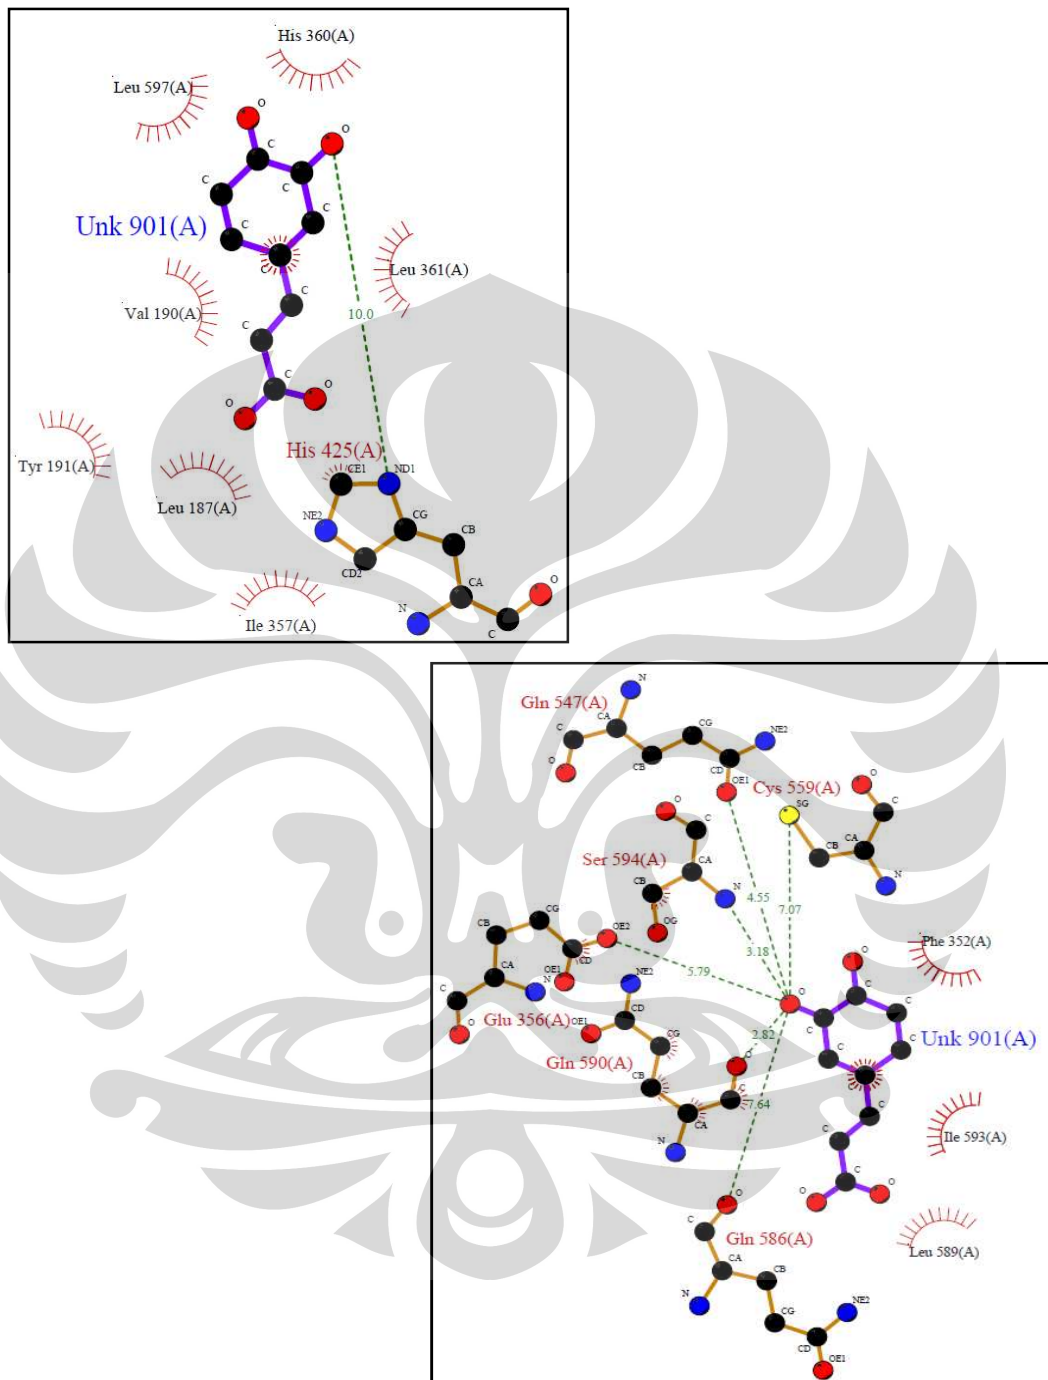 His 360(A)
Leu 597(A)
O
O
C
C
C
C
Unk 901(A)
C
C
Leu 361(A)
C
Val 190(A)
10.0
C
C
O
O
His 425(A)
Tyr 191(A)
CE1
ND1
Leu 187(A)
NE2
CG
CB
CD2
CA
O
N
Ile 357(A)
C
N
Gln 547(A)
CA
CG
NE2
C
O
CB
CD
OE1
Cys 559(A)
O
SG
C
CA
CB
Ser 594(A)
O
C
CA
N
CB
N
4.55
7.07
OG
CG
OE2
CB
3.18
Phe 352(A)
O
CD
OE1
CA
N
NE2
5.79
C
C
O
C
O
CD
Glu 356(A)
OE1
C
C
Unk 901(A)
CG
2.82
Gln 590(A)
O
C
CB
C
7.64
C
CA
C
N
Ile 593(A)
C
O
O
O
C
Gln 586(A)
Leu 589(A)
CA
CB
N
NE2
CG
CD
OE1